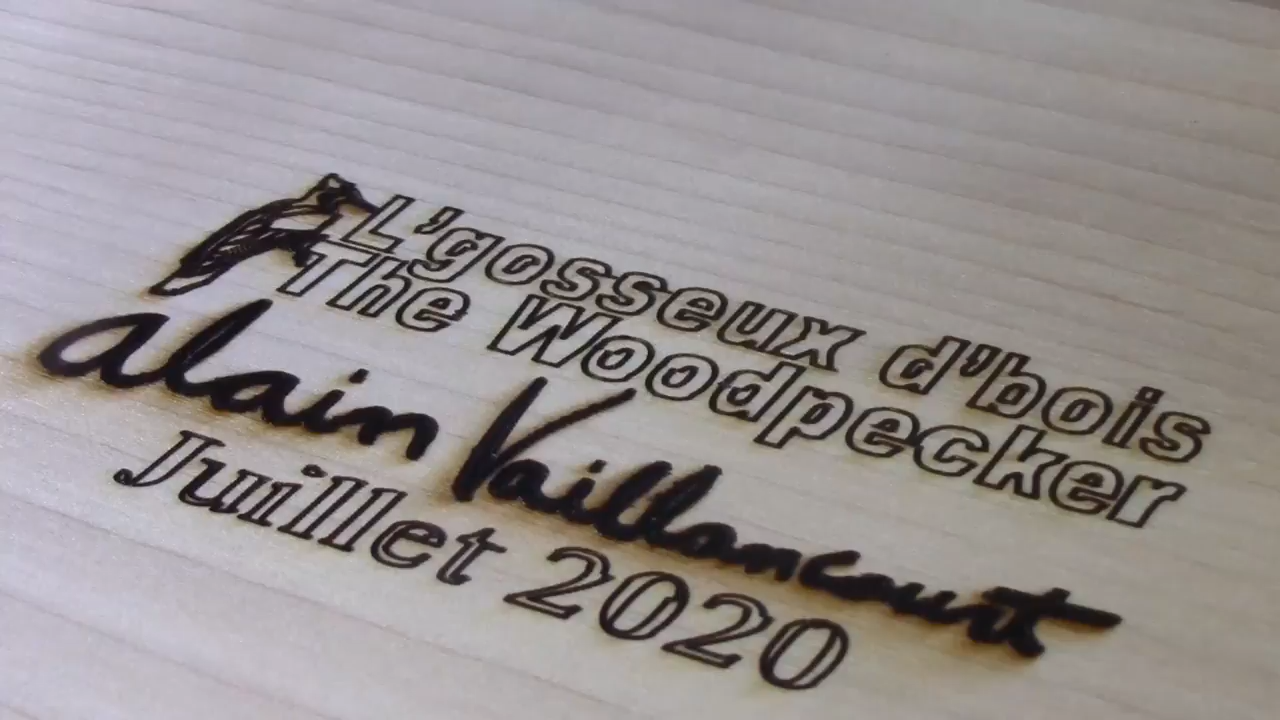 L'gosseux d'bois
The Woodpecker
Alain Vaillancourt
Juillet 2020